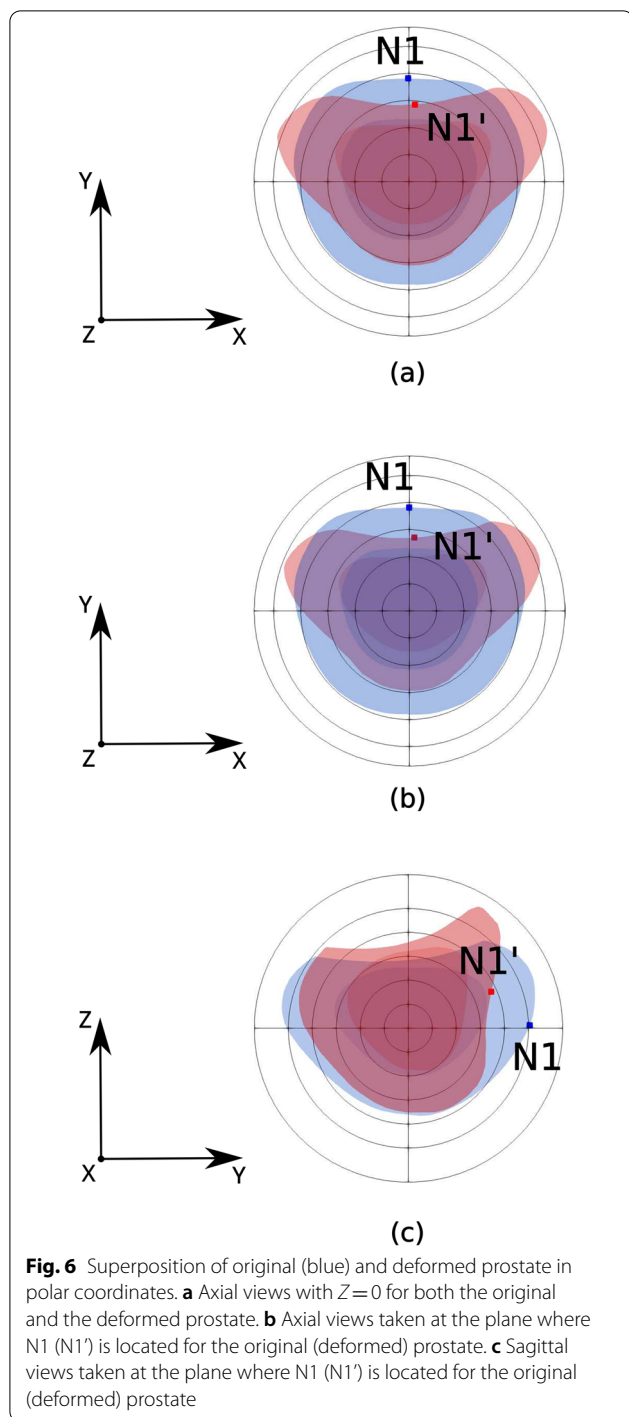 N1
N1'
Y
Z
X
(a)
N1
N1'
Y
Z
X
(b)
N1'
Z
N1
X
Y
(c)
Fig. 6 Superposition of original (blue) and deformed prostate in
polar coordinates. a Axial views with Z=0 for both the original
and the deformed prostate. b Axial views taken at the plane where
N1 (N1’) is located for the original (deformed) prostate. c Sagittal
views taken at the plane where N1 (N1’) is located for the original
(deformed) prostate